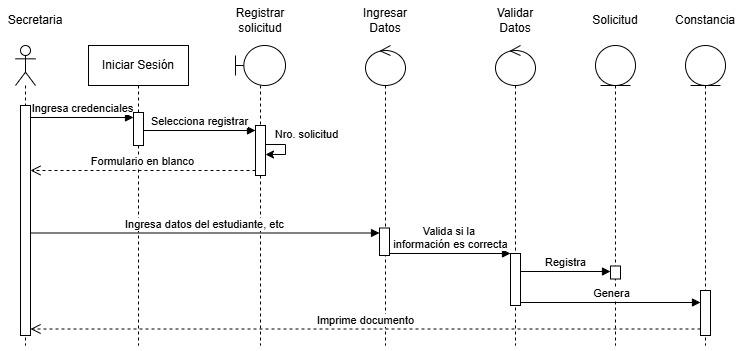 Secretaria
Iniciar Sesión
Registrar
solicitud
Ingresar
Datos
Validar
Datos
Solicitud
Constancia
Ingresa credenciales
Selecciona registrar
Nro. solicitud
Formulario en blanco
Ingresa datos del estudiante, etc
Valida si la
información es correcta
Registra
Genera
Imprime documento